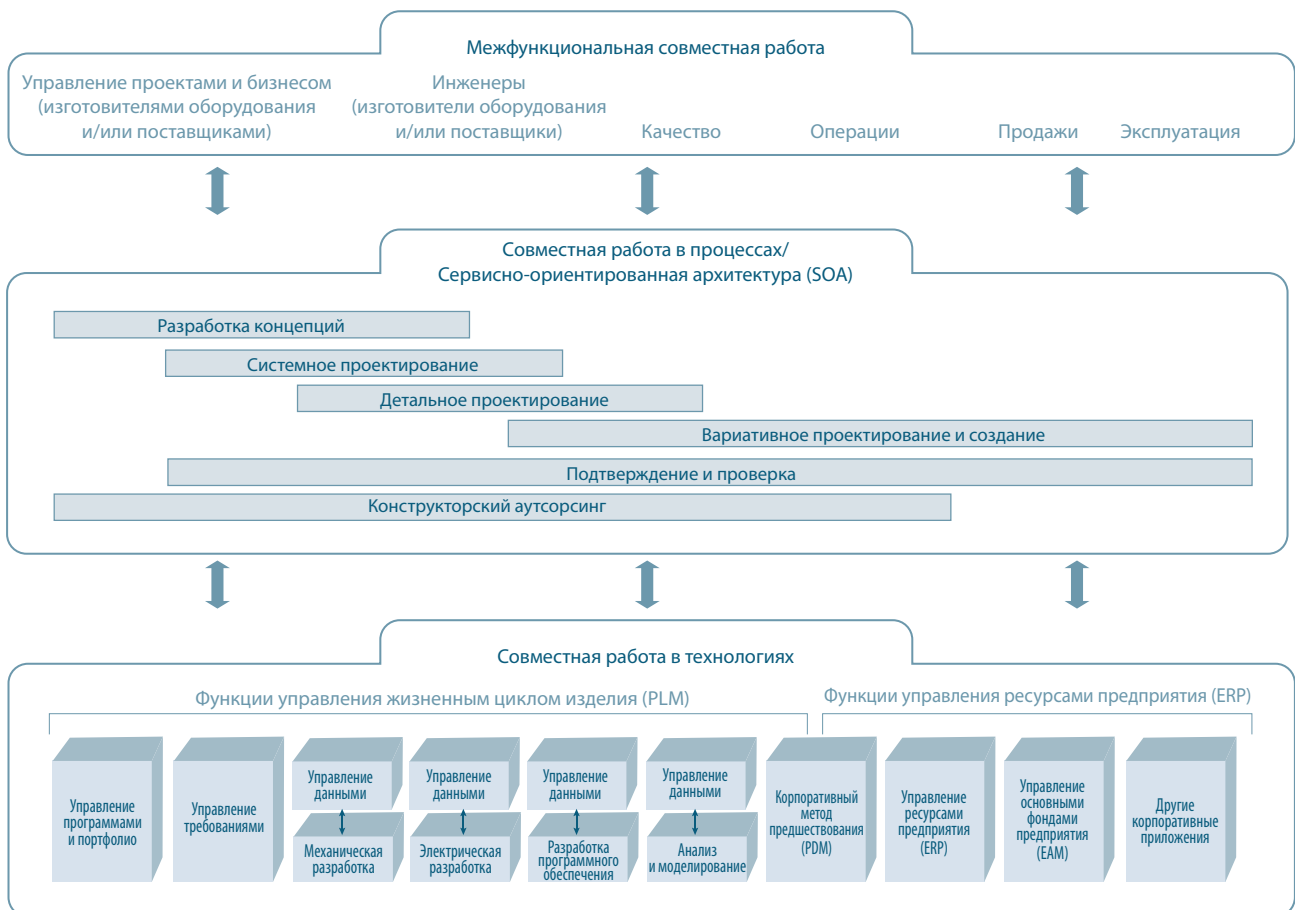 Межфункциональная совместная работа
Управление проектами и бизнесом
(изготовителями оборудования
и/или поставщиками)
Инженеры
(изготовители оборудования
и/или поставщики)
Качество
Операции
Продажи
Эксплуатация
Совместная работа в процессах/
Сервисно-ориентированная архитектура (SOA)
Разработка концепций
Системное проектирование
Детальное проектирование
Вариативное проектирование и создание
Подтверждение и проверка
Конструкторский аутсорсинг
Совместная работа в технологиях
Функции управления жизненным циклом изделия (PLM)
Функции управления ресурсами предприятия (ERP)
Управление
программами
и портфолио
Управление
требованиями
Управление
данными
Механическая
разработка
Управление
данными
Электрическая
разработка
Управление
данными
Разработка
программного
обеспечения
Управление
данными
Анализ
и моделирование
Корпоративный
метод
предшествования
(PDM)
Управление
ресурсами
предприятия
(ERP)
Управление
основными
фондами
предприятия
(EAM)
Другие
корпоративные
приложения